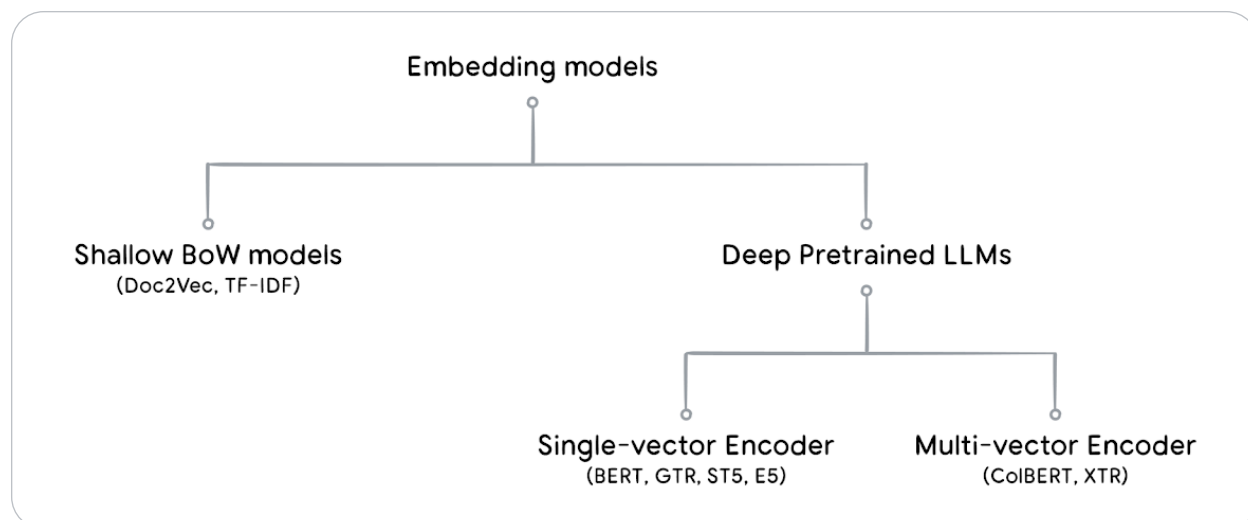 Embedding models
Shallow BoW models
(Doc2Vec, TF-IDF)
Deep Pretrained LLMs
Single-vector Encoder
(BERT, GTR, ST5, E5)
Multi-vector Encoder
(ColBERT, XTR)